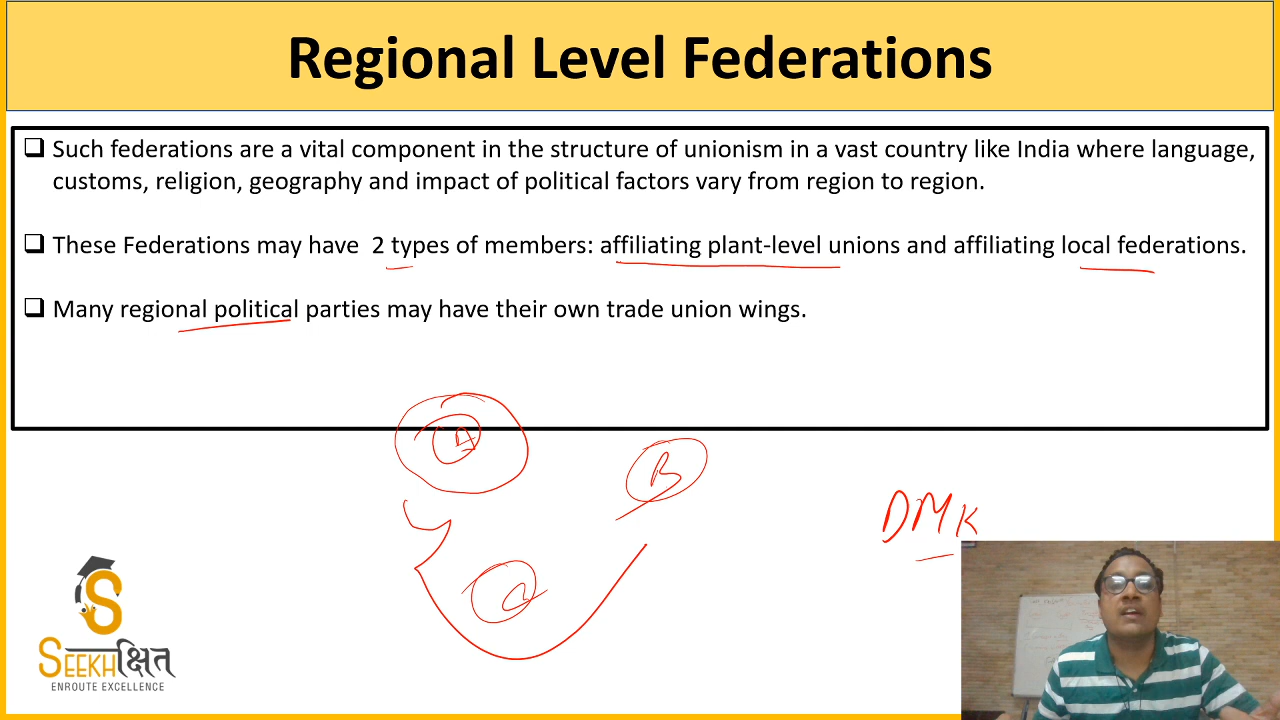 Regional Level Federations
Such federations are a vital component in the structure of unionism in a vast country like India where language,
customs, religion, geography and impact of political factors vary from region to region.
These Federations may have 2 types of members: affiliating plant-level unions and affiliating local federations.
Many regional political parties may have their own trade union wings.
A
B
C
DMK
S
SEEKHक्षित
ENROUTE EXCELLENCE